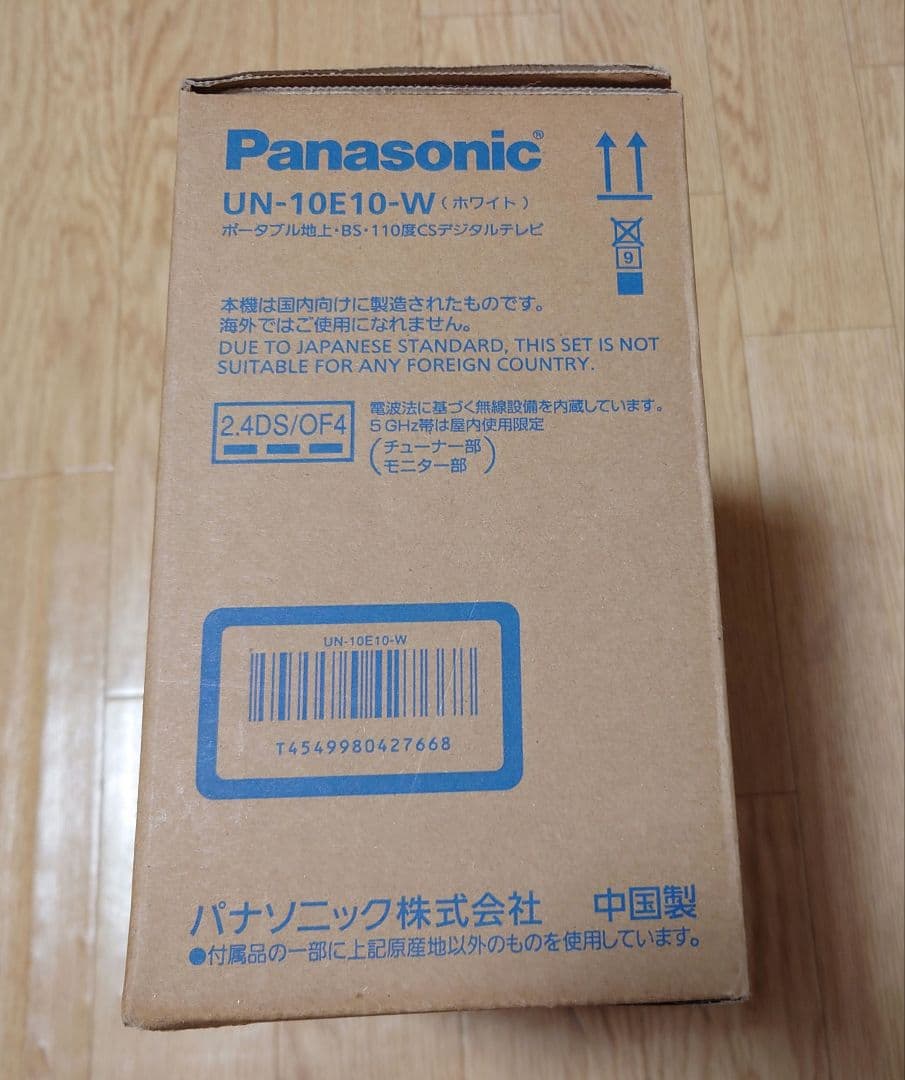 Panasonic®
UN-10E10-W（ホワイト）
ポータブル地上・BS・110度CSデジタルテレビ
9
本機は国内向けに製造されたものです。
海外ではご使用になれません。
DUE TO JAPANESE STANDARD, THIS SET IS NOT
SUITABLE FOR ANY FOREIGN COUNTRY.
2.4DS/OF4
電波法に基づく無線設備を内蔵しています。
5 GHz帯は屋内使用限定
（チューナー部
モニター部）
UN-10E10-W
T4549980427668
パナソニック株式会社 中国製
●付属品の一部に上記原産地以外のものを使用しています。